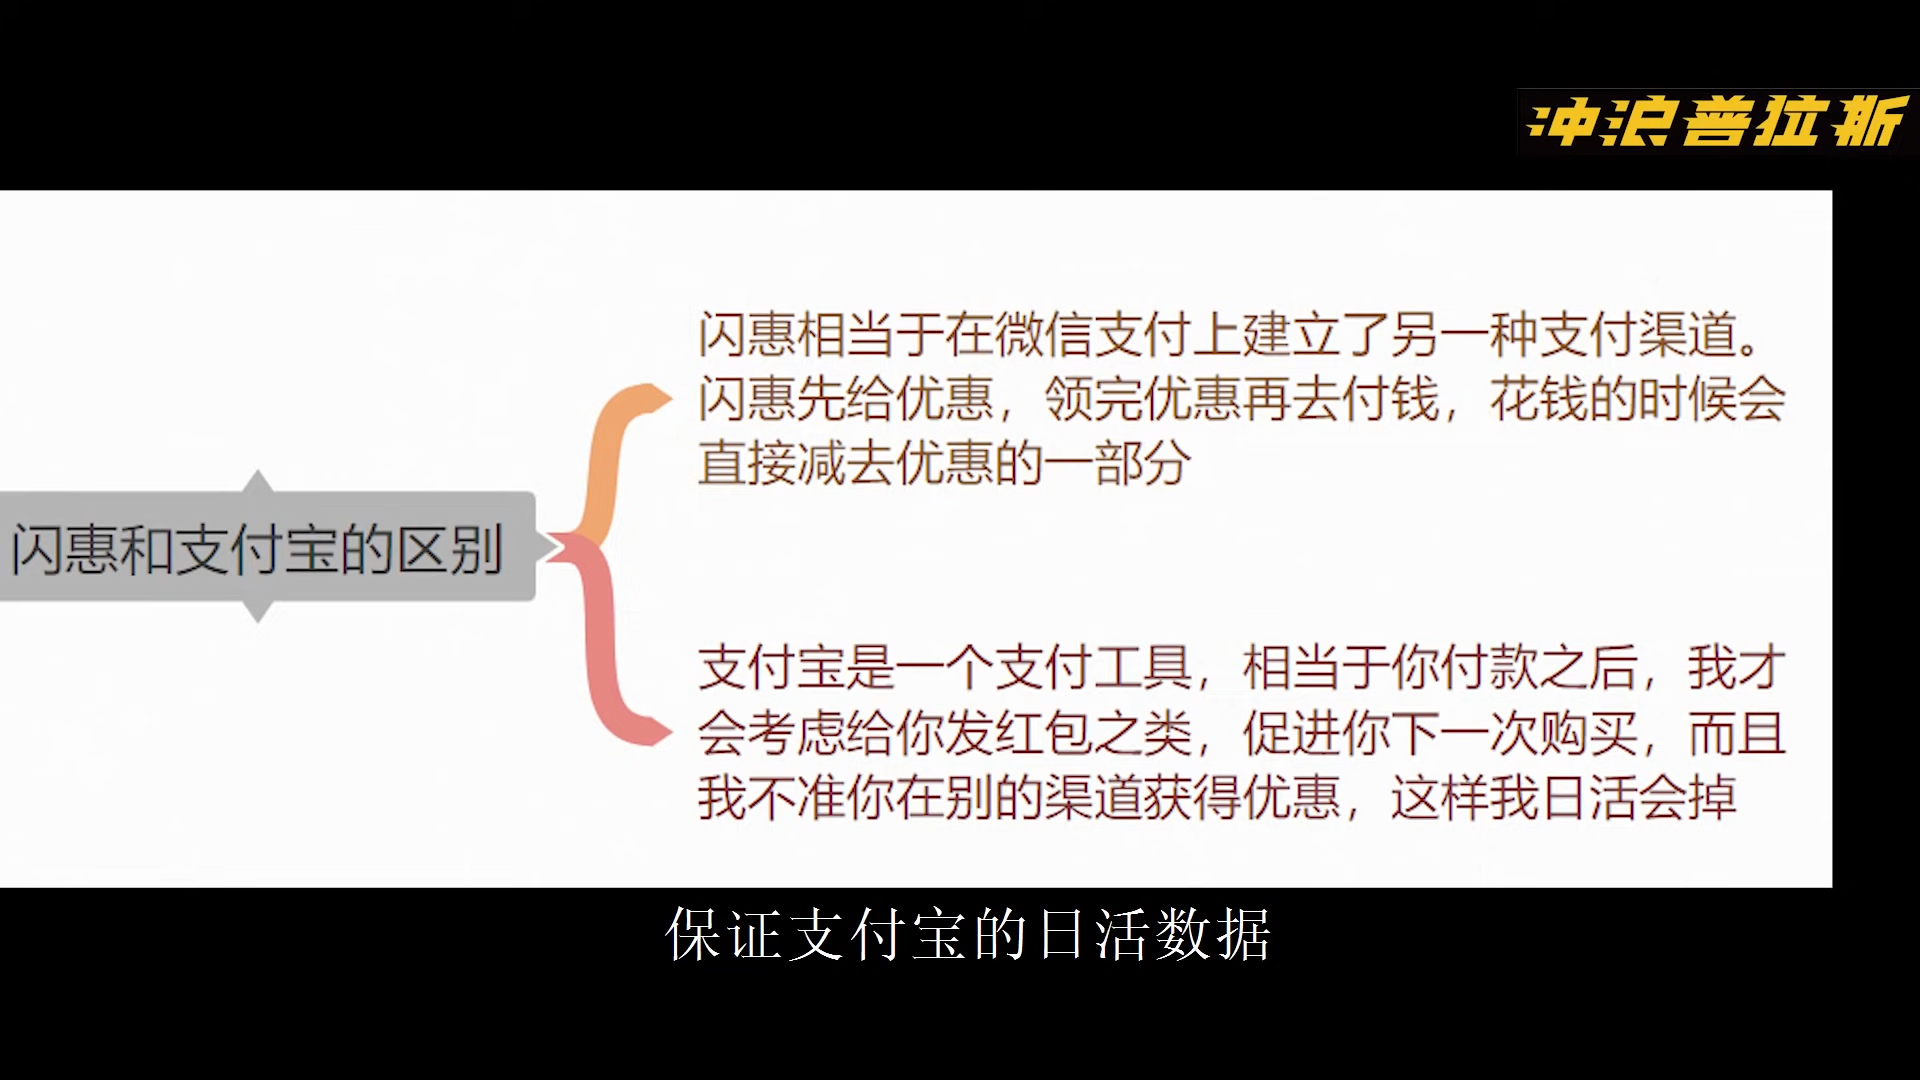 冲浪普拉斯
闪惠相当于在微信支付上建立了另一种支付渠道。
闪惠先给优惠，领完优惠再去付钱，花钱的时候会
直接减去优惠的一部分
闪惠和支付宝的区别
支付宝是一个支付工具，相当于你付款之后，我才
会考虑给你发红包之类，促进你下一次购买，而且
我不准你在别的渠道获得优惠，这样我日活会掉
保证支付宝的日活数据